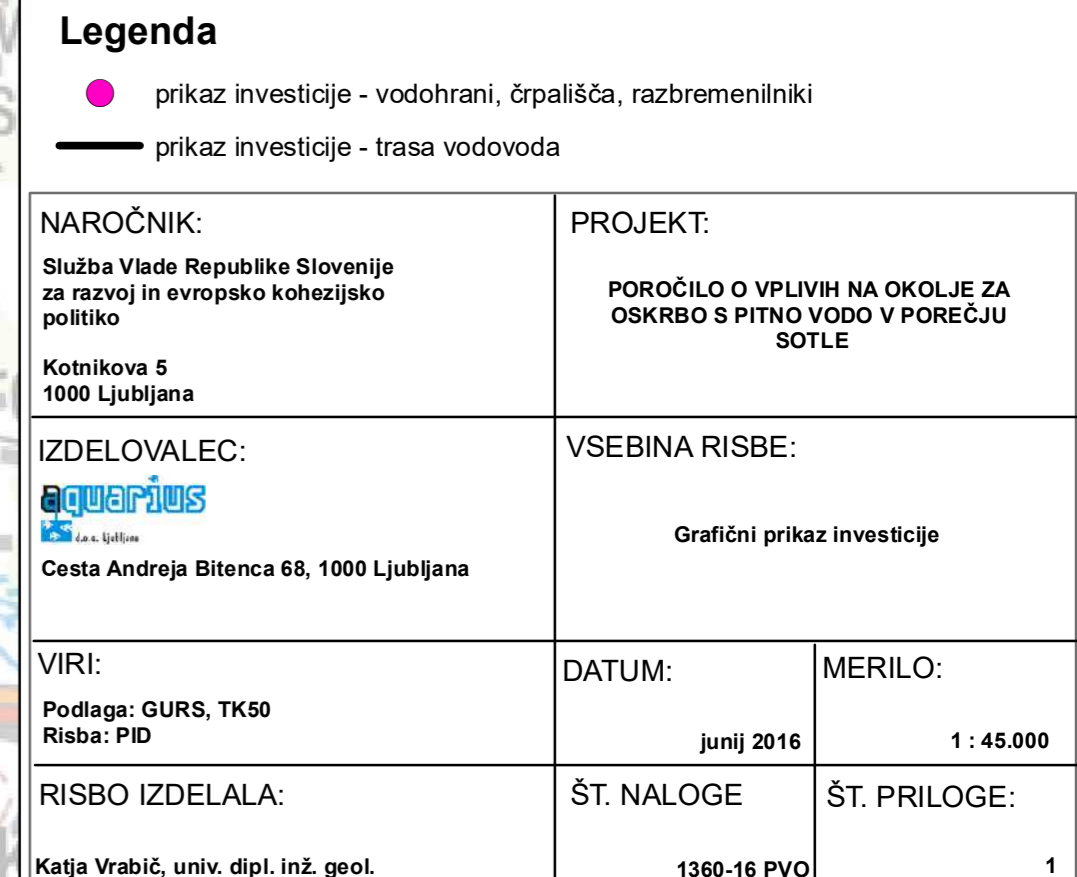 Legenda
prikaz investicije - vodohrani, črpališča, razbremenilniki
prikaz investicije - trasa vodovoda
NAROČNIK:
Služba Vlade Republike Slovenije
za razvoj in evropsko kohezijsko
politiko
Kotnikova 5
1000 Ljubljana
PROJEKT:
POROČILO O VPLIVIH NA OKOLJE ZA
OSKRBO S PITNO VODO V POREČJU
SOTLE
IZDELOVALEC:
aquarius
d.o.o. Ljubljana
Cesta Andreja Bitenca 68, 1000 Ljubljana
VSEBINA RISBE:
Grafični prikaz investicije
VIRI:
Podlaga: GURS, TK50
Risba: PID
DATUM:
junij 2016
MERILO:
1 : 45.000
RISBO IZDELALA:
Katja Vrabič, univ. dipl. inž. geol.
ŠT. NALOGE
1360-16 PVO
ŠT. PRILOGE:
1